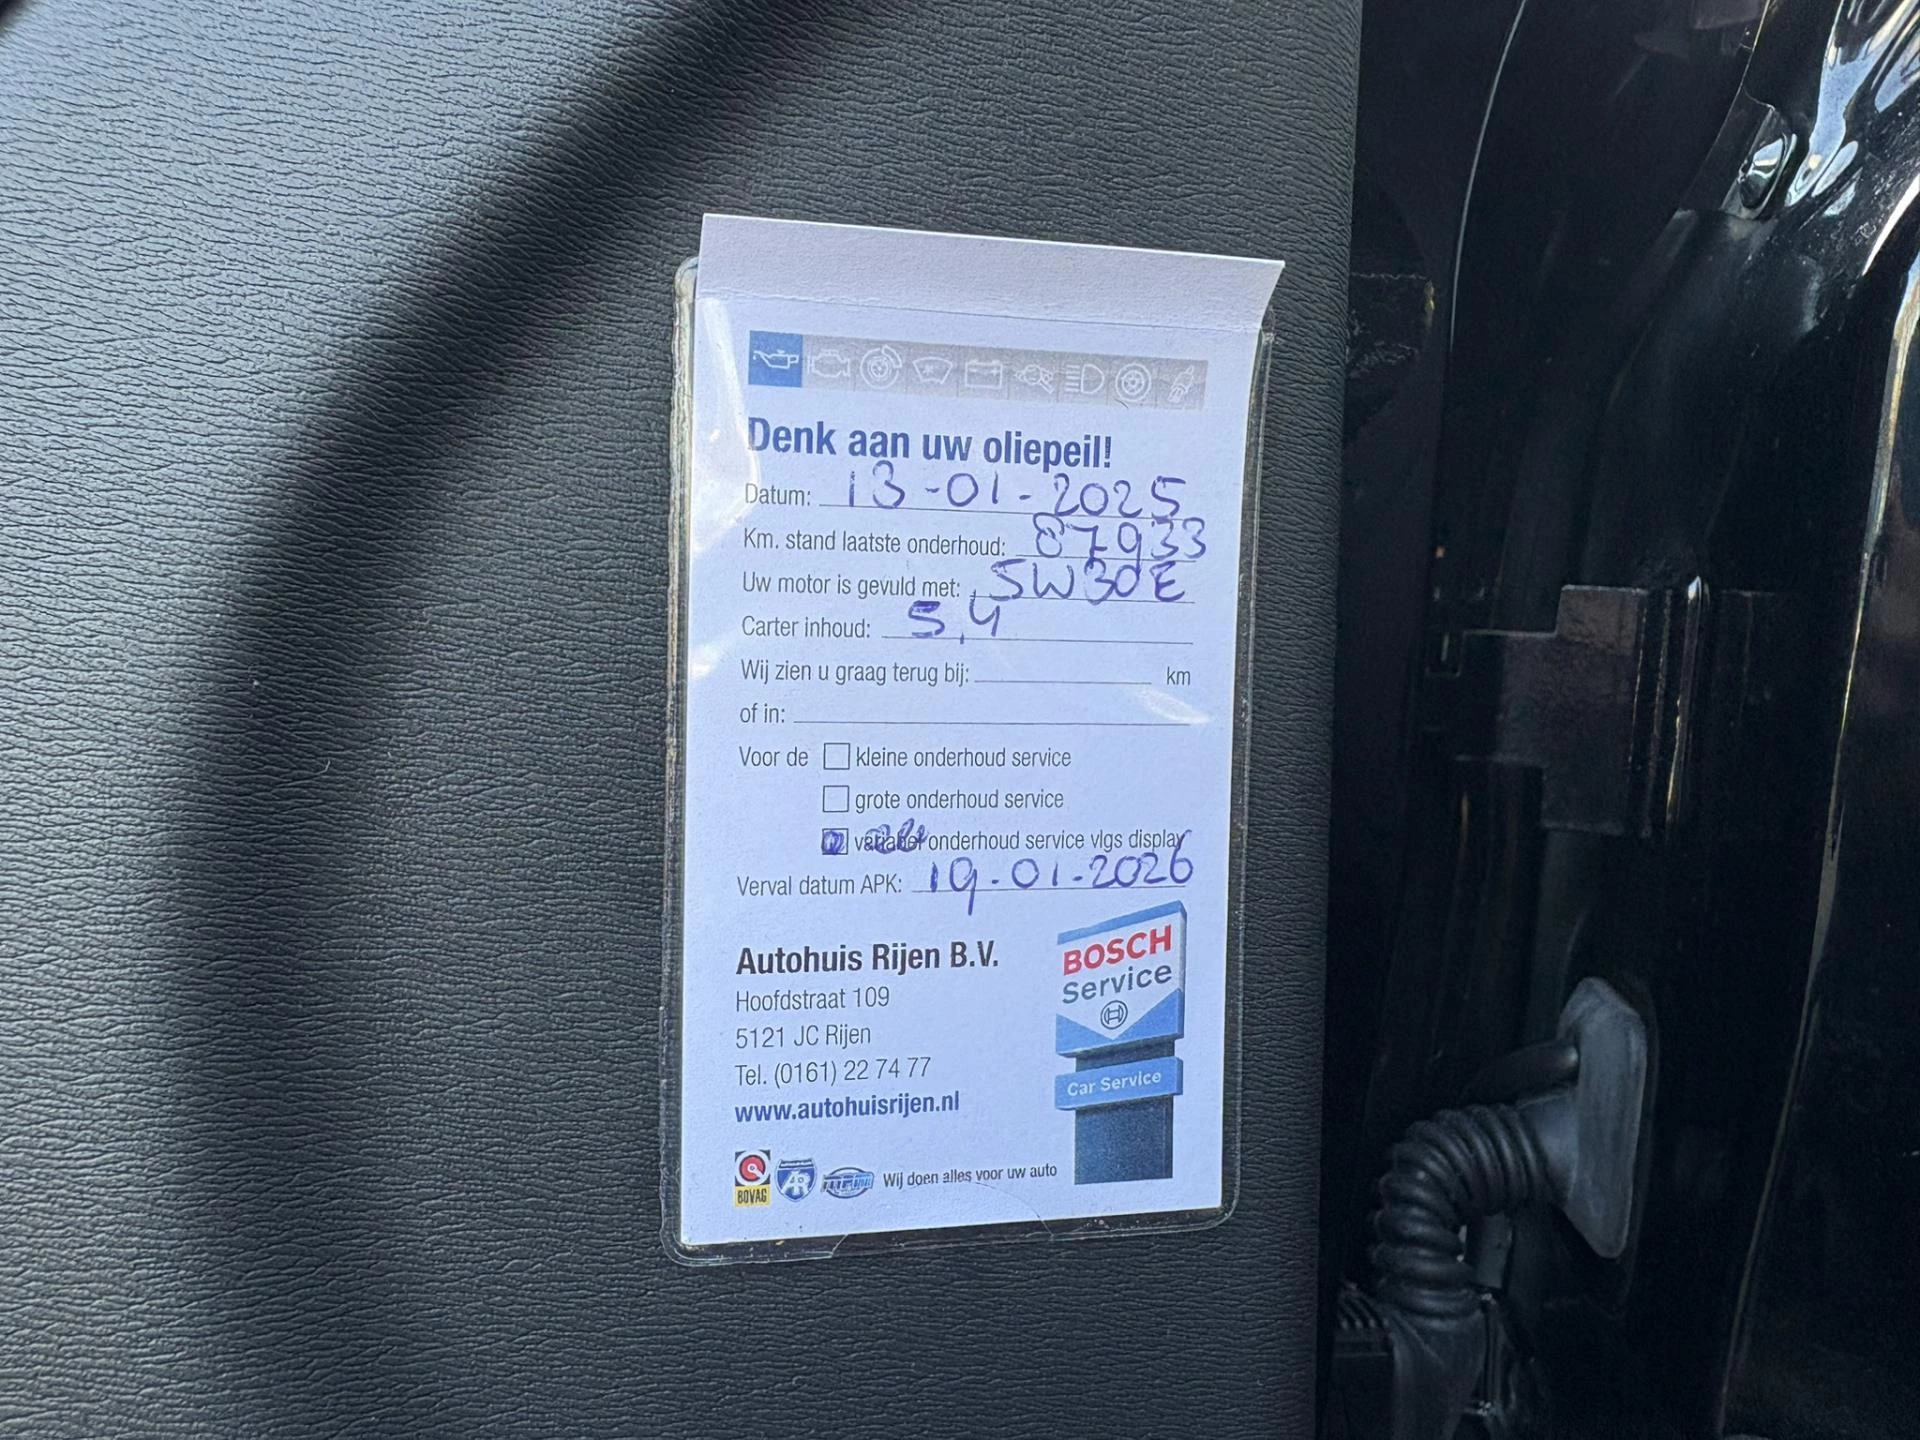 Denk aan uw oliepeil!
Datum: 13-01-2025
Km. stand laatste onderhoud: 87933
Uw motor is gevuld met: 5W30E
Carter inhoud: 5,4
Wij zien u graag terug bij: km
of in:
Voor de kleine onderhoud service
grote onderhoud service
variabel onderhoud service vlgs display
Verval datum APK: 19-01-2026
Autohuis Rijen B.V.
Hoofdstraat 109
5121 JC Rijen
Tel. (0161) 22 74 77
www.autohuisrijen.nl
BOSCH
Service
Car Service
BOVAG
AR
Wij doen alles voor uw auto